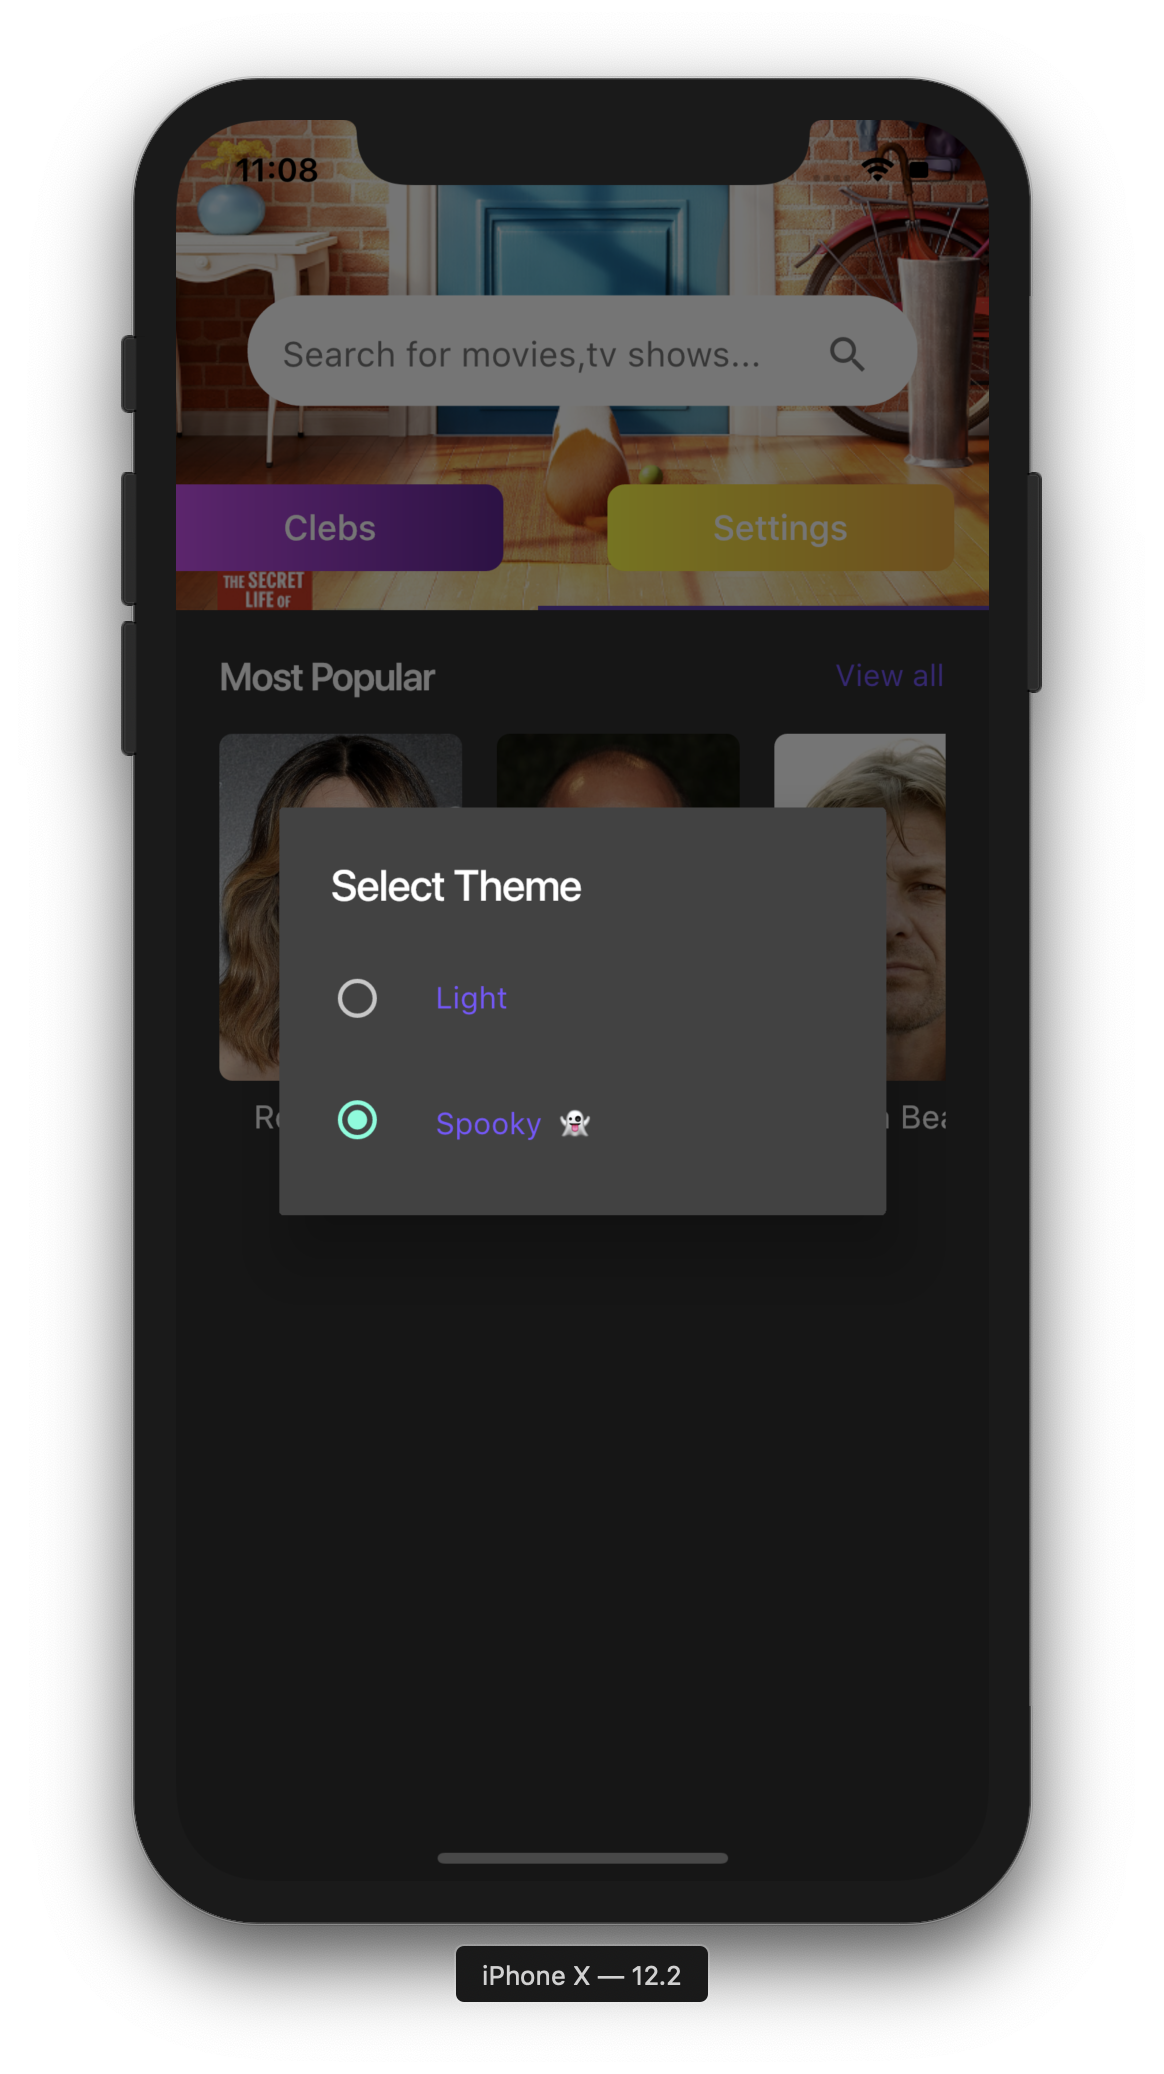 11:08
Search for movies,tv shows...
Clebs
Settings
THE SECRET
LIFE OF
Most Popular
View all
Select Theme
Light
Spooky 👻
iPhone X — 12.2